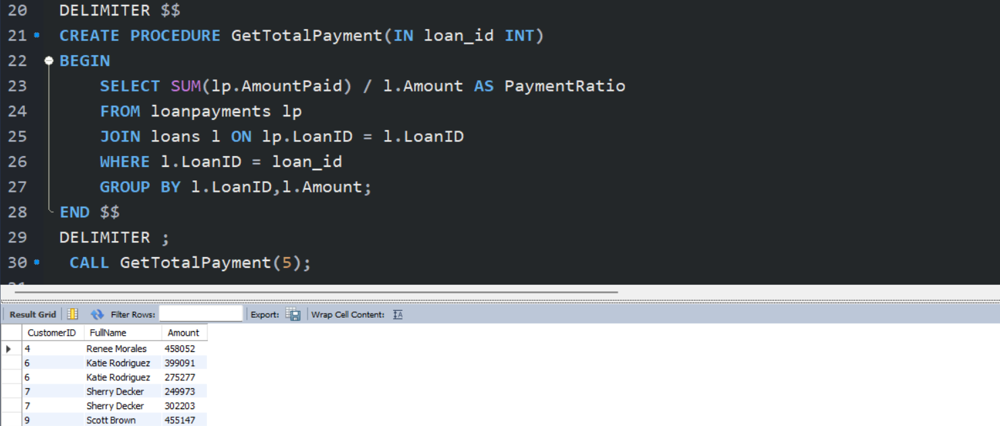 20 DELIMITER $$
21 CREATE PROCEDURE GetTotalPayment(IN loan_id INT)
22 BEGIN
23 SELECT SUM(lp.AmountPaid) / l.Amount AS PaymentRatio
24 FROM loanpayments lp
25 JOIN loans l ON lp.LoanID = l.LoanID
26 WHERE l.LoanID = loan_id
27 GROUP BY l.LoanID,l.Amount;
28 END $$
29 DELIMITER ;
30 CALL GetTotalPayment(5);
Result Grid Filter Rows: Export: Wrap Cell Content: IA
CustomerID FullName Amount
4 Renee Morales 458052
6 Katie Rodriguez 399091
6 Katie Rodriguez 275277
7 Sherry Decker 249973
7 Sherry Decker 302203
9 Scott Brown 455147